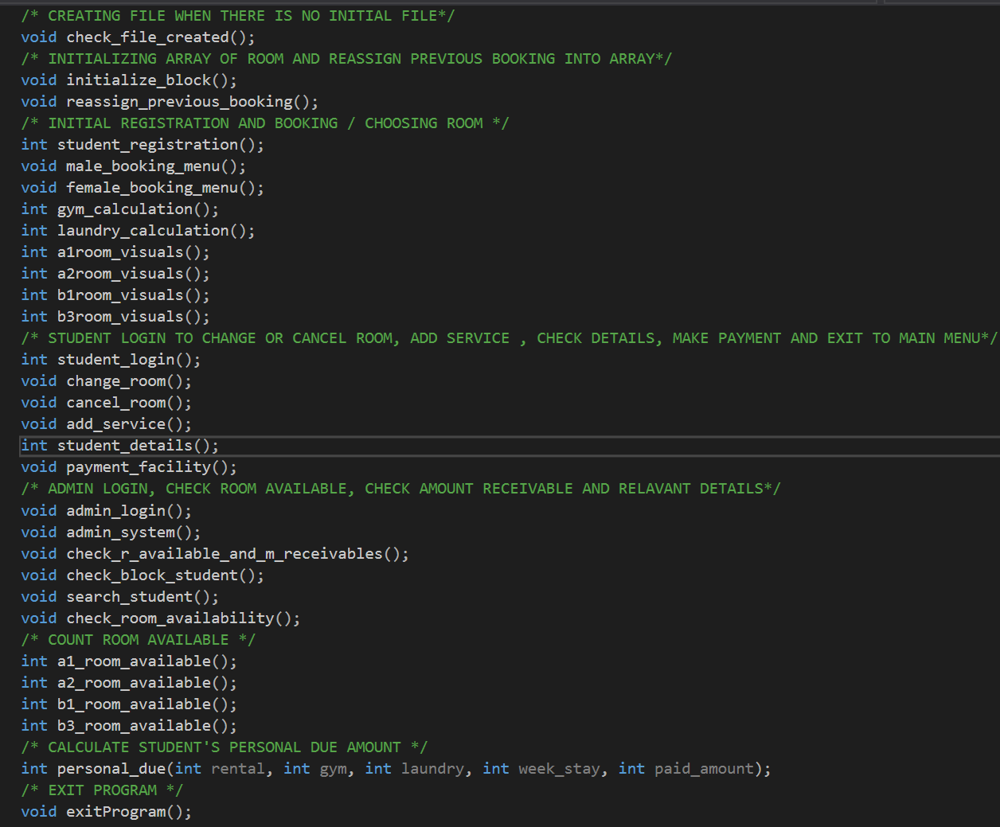 /* CREATING FILE WHEN THERE IS NO INITIAL FILE*/
void check_file_created();
/* INITIALIZING ARRAY OF ROOM AND REASSIGN PREVIOUS BOOKING INTO ARRAY*/
void initialize_block();
void reassign_previous_booking();
/* INITIAL REGISTRATION AND BOOKING / CHOOSING ROOM */
int student_registration();
void male_booking_menu();
void female_booking_menu();
int gym_calculation();
int laundry_calculation();
int a1room_visuals();
int a2room_visuals();
int b1room_visuals();
int b3room_visuals();
/* STUDENT LOGIN TO CHANGE OR CANCEL ROOM, ADD SERVICE , CHECK DETAILS, MAKE PAYMENT AND EXIT TO MAIN MENU*/
int student_login();
void change_room();
void cancel_room();
void add_service();
int student_details();
void payment_facility();
/* ADMIN LOGIN, CHECK ROOM AVAILABLE, CHECK AMOUNT RECEIVABLE AND RELAVANT DETAILS*/
void admin_login();
void admin_system();
void check_r_available_and_m_receivables();
void check_block_student();
void search_student();
void check_room_availability();
/* COUNT ROOM AVAILABLE */
int a1_room_available();
int a2_room_available();
int b1_room_available();
int b3_room_available();
/* CALCULATE STUDENT'S PERSONAL DUE AMOUNT */
int personal_due(int rental, int gym, int laundry, int week_stay, int paid_amount);
/* EXIT PROGRAM */
void exitProgram();